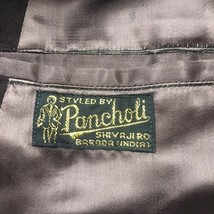 STYLED BY
Pancholi
SHIVAJI RD.
BARODA (INDIA)